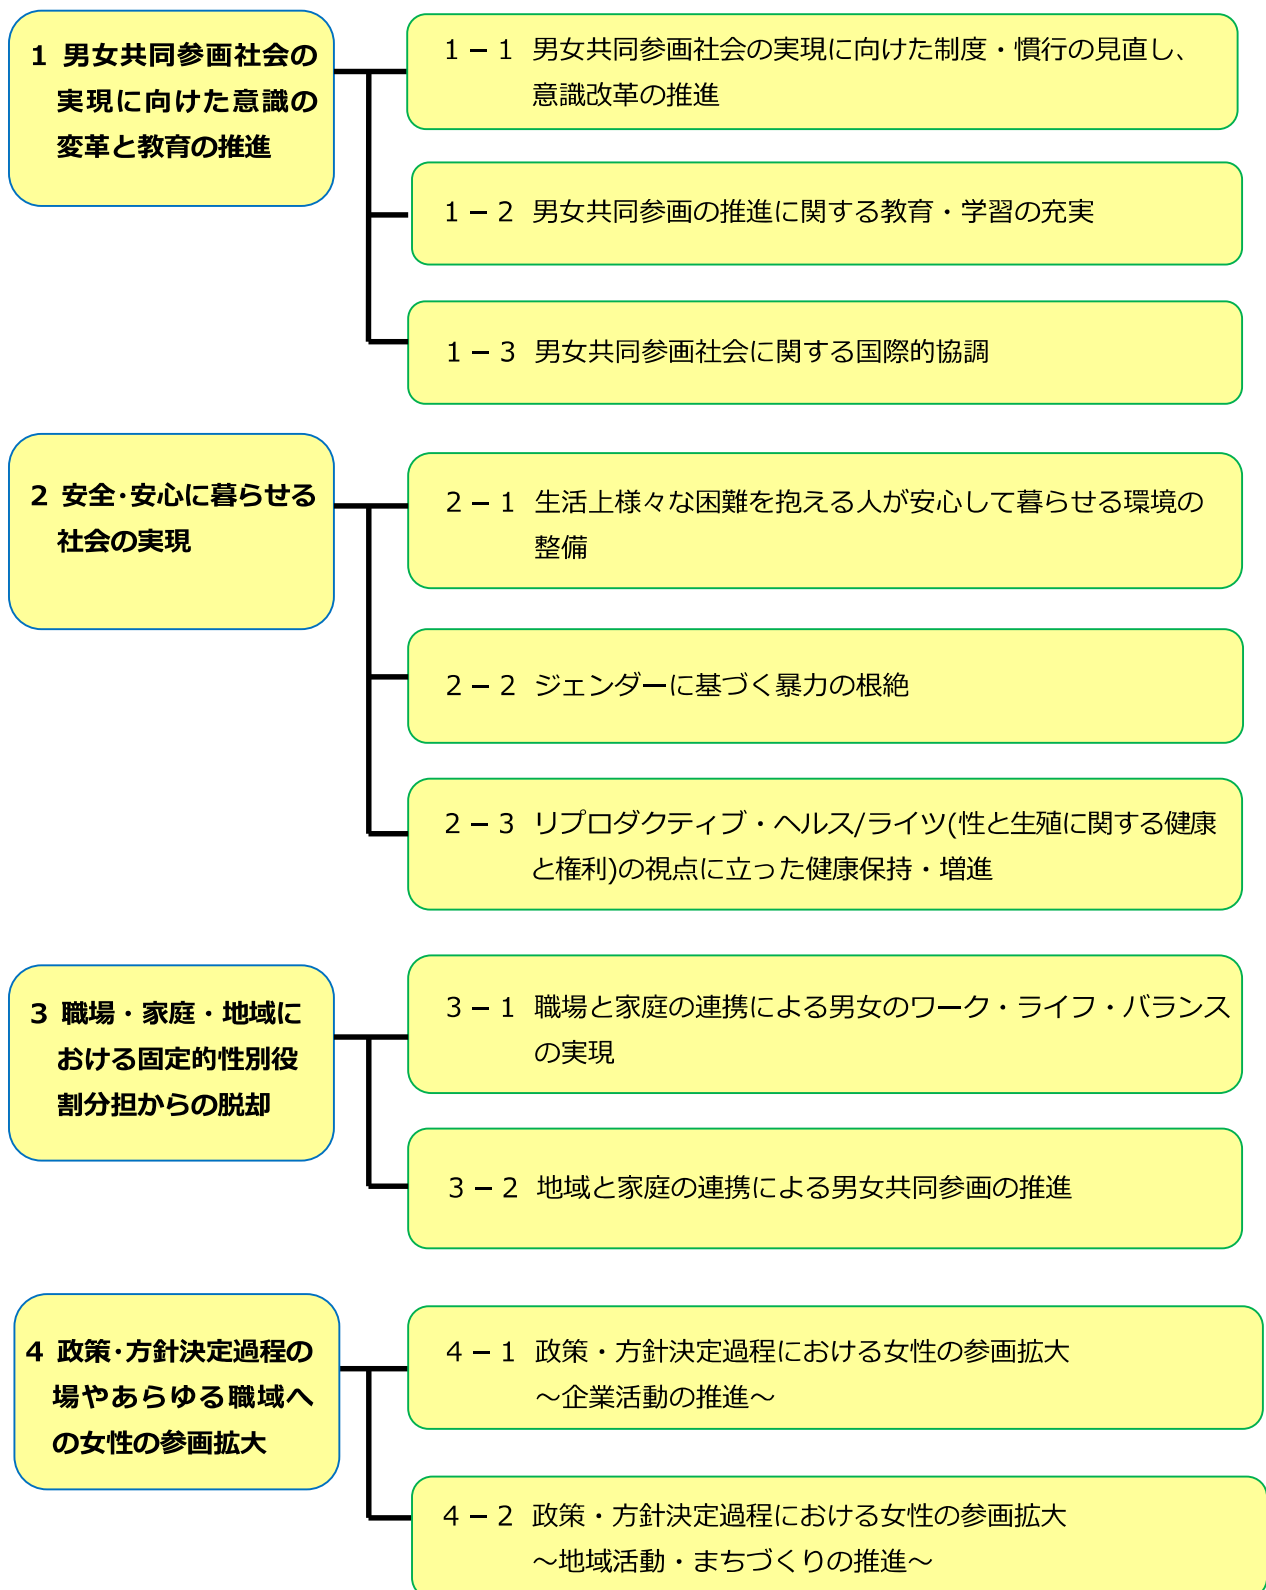 1 男女共同参画社会の
実現に向けた意識の
変革と教育の推進
1－1 男女共同参画社会の実現に向けた制度・慣行の見直し、
意識改革の推進
1－2 男女共同参画の推進に関する教育・学習の充実
1－3 男女共同参画社会に関する国際的協調
2 安全･安心に暮らせる
社会の実現
2－1 生活上様々な困難を抱える人が安心して暮らせる環境の
整備
2－2 ジェンダーに基づく暴力の根絶
2－3 リプロダクティブ・ヘルス/ライツ(性と生殖に関する健康
と権利)の視点に立った健康保持・増進
3 職場・家庭・地域に
おける固定的性別役
割分担からの脱却
3－1 職場と家庭の連携による男女のワーク・ライフ・バランス
の実現
3－2 地域と家庭の連携による男女共同参画の推進
4 政策･方針決定過程の
場やあらゆる職域へ
の女性の参画拡大
4－1 政策・方針決定過程における女性の参画拡大
～企業活動の推進～
4－2 政策・方針決定過程における女性の参画拡大
～地域活動・まちづくりの推進～